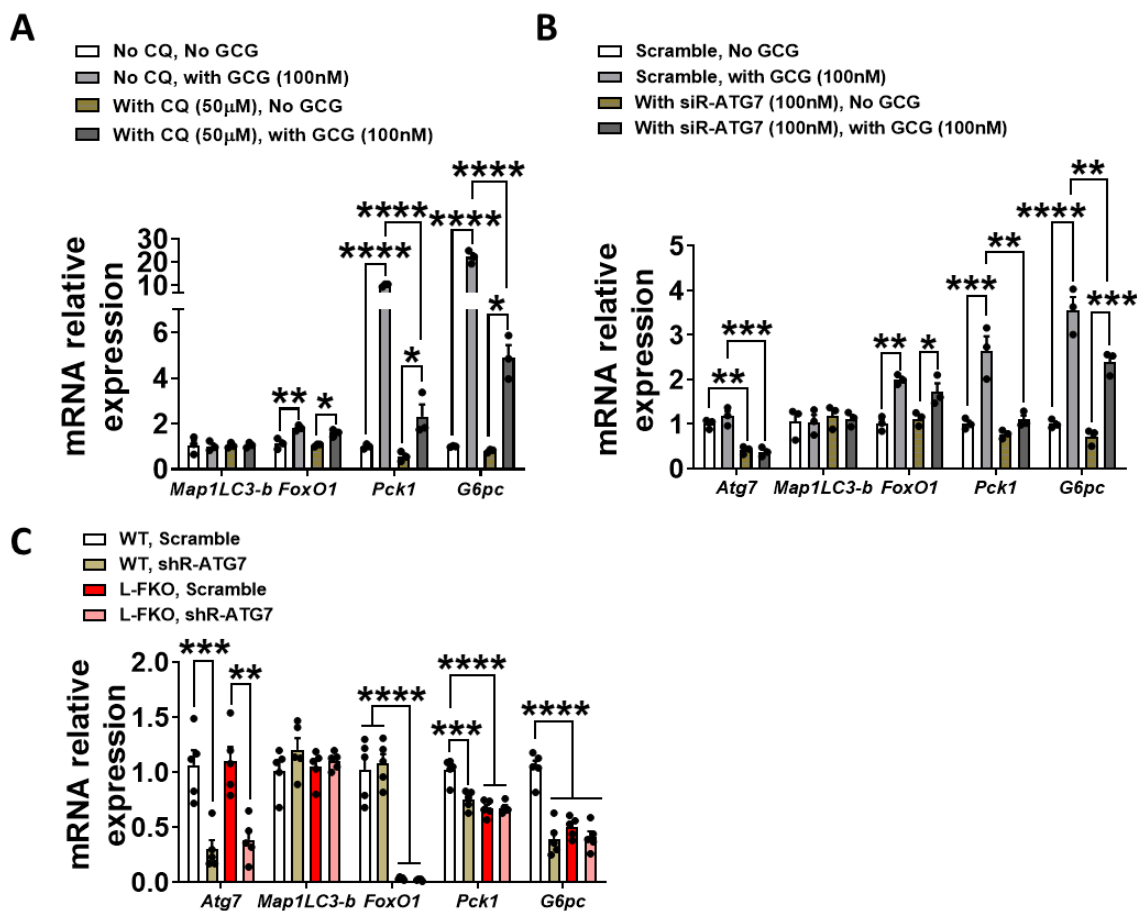 A
No CQ, No GCG
No CQ, with GCG (100nM)
With CQ (50μM), No GCG
With CQ (50μM), with GCG (100nM)
mRNA relative
expression
30
20
10
6
4
2
0
**
*
****
****
*
****
****
*
Map1LC3-b FoxO1 Pck1 G6pc
B
Scramble, No GCG
Scramble, with GCG (100nM)
With siR-ATG7 (100nM), No GCG
With siR-ATG7 (100nM), with GCG (100nM)
mRNA relative
expression
5
4
3
2
1
0
***
**
**
*
***
**
****
**
***
Atg7 Map1LC3-b FoxO1 Pck1 G6pc
C
WT, Scramble
WT, shR-ATG7
L-FKO, Scramble
L-FKO, shR-ATG7
mRNA relative
expression
2.0
1.5
1.0
0.5
0.0
***
**
****
****
***
****
Atg7 Map1LC3-b FoxO1 Pck1 G6pc